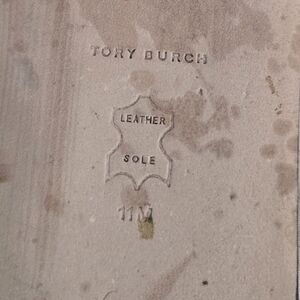 TORY BURCH
LEATHER
SOLE
11M